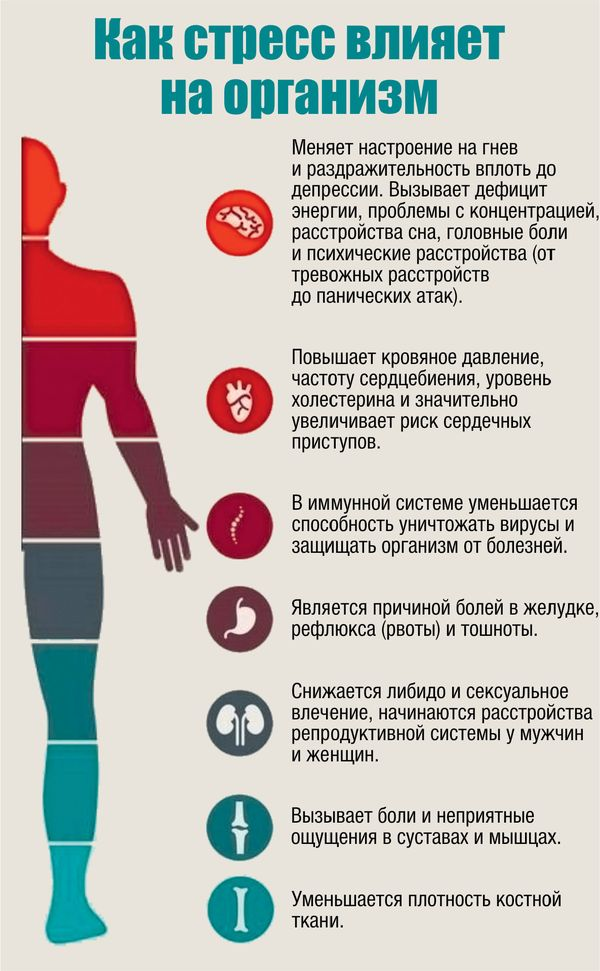 Как стресс влияет
на организм
Меняет настроение на гнев
и раздражительность вплоть до
депрессии. Вызывает дефицит
энергии, проблемы с концентрацией,
расстройства сна, головные боли
и психические расстройства (от
тревожных расстройств
до панических атак).
Повышает кровяное давление,
частоту сердцебиения, уровень
холестерина и значительно
увеличивает риск сердечных
приступов.
В иммунной системе уменьшается
способность уничтожать вирусы и
защищать организм от болезней.
Является причиной болей в желудке,
рефлюкса (рвоты) и тошноты.
Снижается либидо и сексуальное
влечение, начинаются расстройства
репродуктивной системы у мужчин
и женщин.
Вызывает боли и неприятные
ощущения в суставах и мышцах.
Уменьшается плотность костной
ткани.